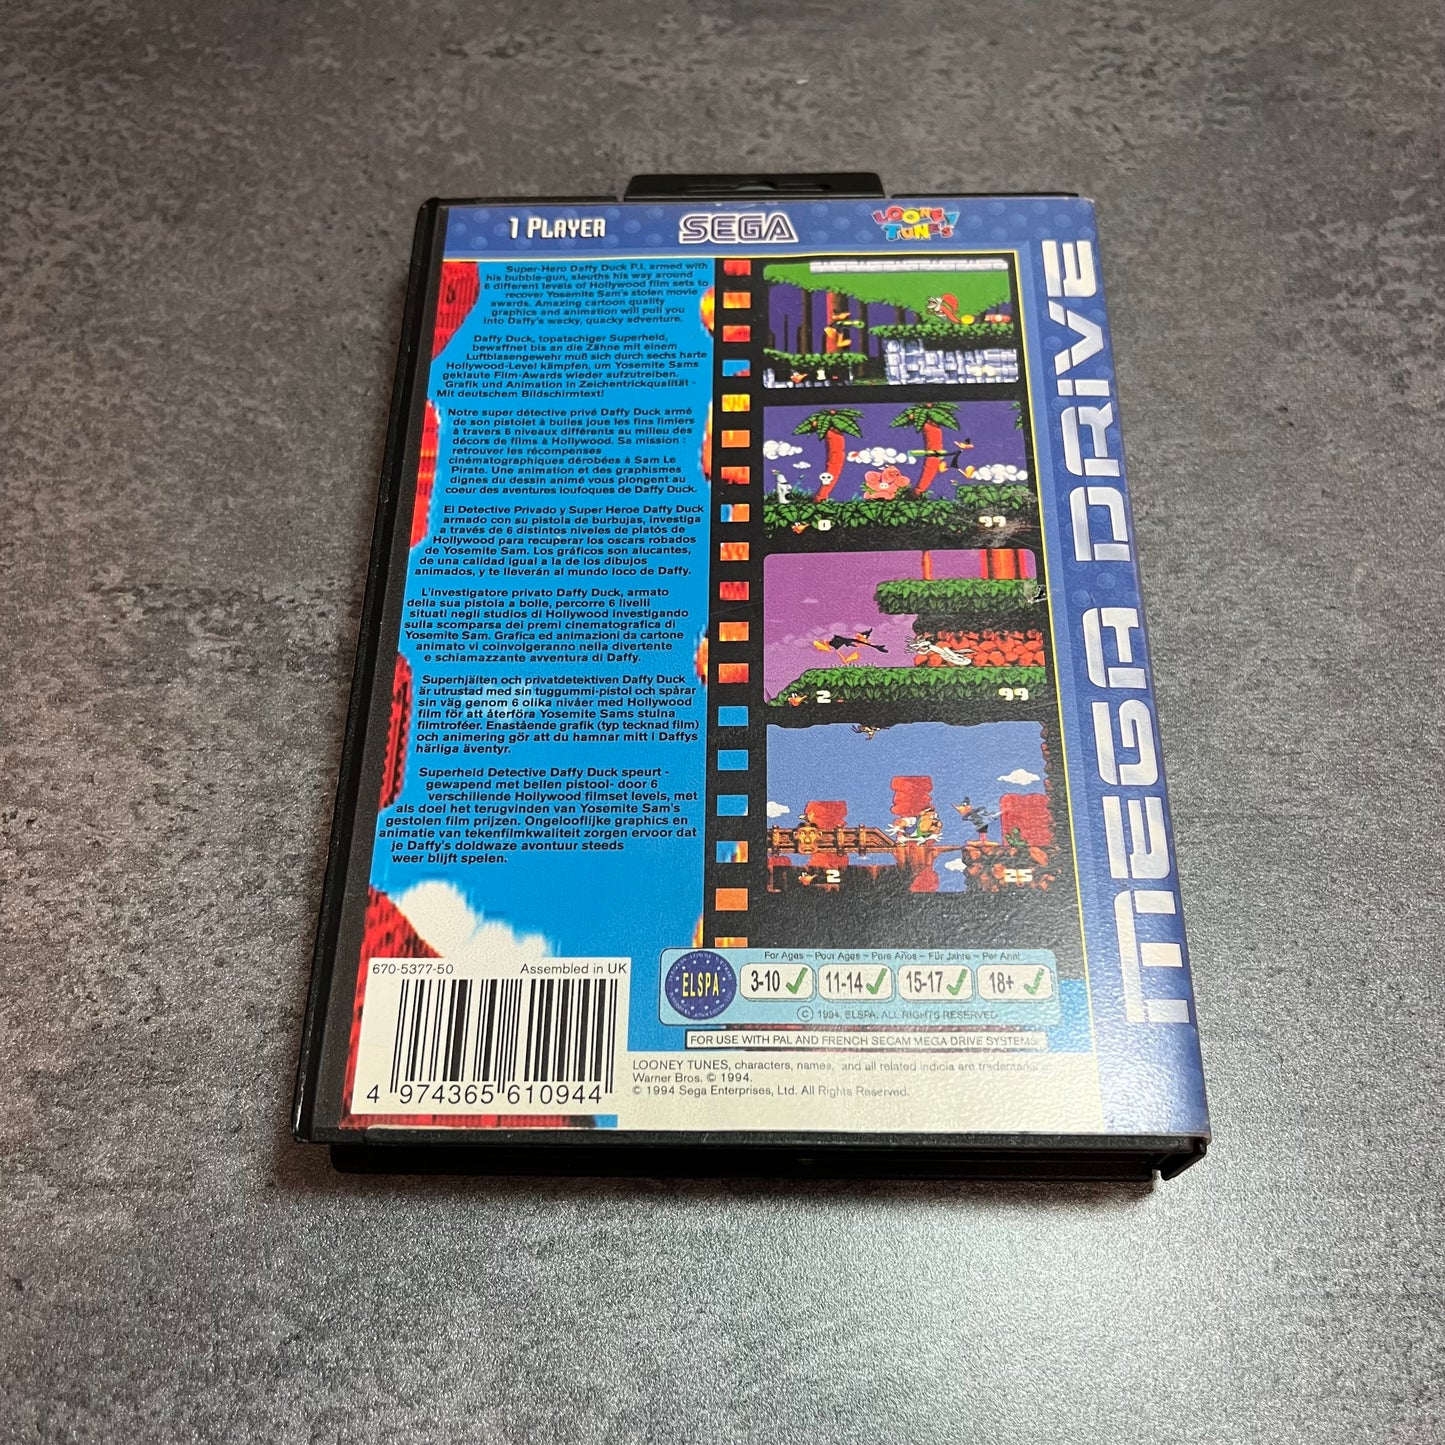 1 PLAYER
SEGA
LOONEY
TUNES
MEGA DRIVE
Super-Hero Daffy Duck P.I. armed with
his bubble-gun, sleuths his way around
6 different levels of Hollywood film sets to
recover Yosemite Sam's stolen movie
awards. Amazing cartoon quality
graphics and animation will pull you
into Daffy's wacky, quacky adventure.
Daffy Duck, topatschiger Superheld,
bewaffnet bis an die Zähne mit einem
Luftblasengewehr muß sich durch sechs harte
Hollywood-Level kämpfen, um Yosemite Sams
geklaute Film-Awards wieder aufzutreiben.
Grafik und Animation in Zeichentrickqualität -
Mit deutschem Bildschirmtext!
Notre super détective privé Daffy Duck armé
de son pistolet à bulles joue les fins limiers
à travers 6 niveaux différents au milieu des
décors de films à Hollywood. Sa mission :
retrouver les récompenses
cinématographiques dérobées à Sam Le
Pirate. Une animation et des graphismes
dignes du dessin animé vous plongent au
coeur des aventures loufoques de Daffy Duck.
El Detective Privado y Super Heroe Daffy Duck
armado con su pistola de burbujas, investiga
a través de 6 distintos niveles de platós de
Hollywood para recuperar los oscars robados
de Yosemite Sam. Los gráficos son alucantes,
de una calidad igual a la de los dibujos
animados, y te lleverán al mundo loco de Daffy.
L'investigatore privato Daffy Duck, armato
della sua pistola a bolle, percorre 6 livelli
situati negli studios di Hollywood investigando
sulla scomparsa dei premi cinematografica di
Yosemite Sam. Grafica ed animazioni da cartone
animato vi coinvolgeranno nella divertente
e schiamazzante avventura di Daffy.
Superhjälten och privatdetektiven Daffy Duck
är utrustad med sin tuggummi-pistol och spårar
sin väg genom 6 olika nivåer med Hollywood
film för att återföra Yosemite Sams stulna
filmtroféer. Enastående grafik (typ tecknad film)
och animering gör att du hamnar mitt i Daffys
härliga äventyr.
Superheld Detective Daffy Duck speurt -
gewapend met bellen pistool- door 6
verschillende Hollywood filmset levels, met
als doel het terugvinden van Yosemite Sam's
gestolen film prijzen. Ongelooflijke graphics en
animatie van tekenfilmkwaliteit zorgen ervoor dat
je Daffy's doldwaze avontuur steeds
weer blijft spelen.
1
0 99
2 99
2 25
670-5377-50 Assembled in UK
4 974365 610944
For Ages - Pour Ages - Para Años - Für Jahre - Per Anni
ELSPA
3-10 11-14 15-17 18+
© 1994, ELSPA, ALL RIGHTS RESERVED
FOR USE WITH PAL AND FRENCH SECAM MEGA DRIVE SYSTEMS
LOONEY TUNES, characters, names, and all related indicia are trademarks of
Warner Bros. © 1994.
© 1994 Sega Enterprises, Ltd. All Rights Reserved.